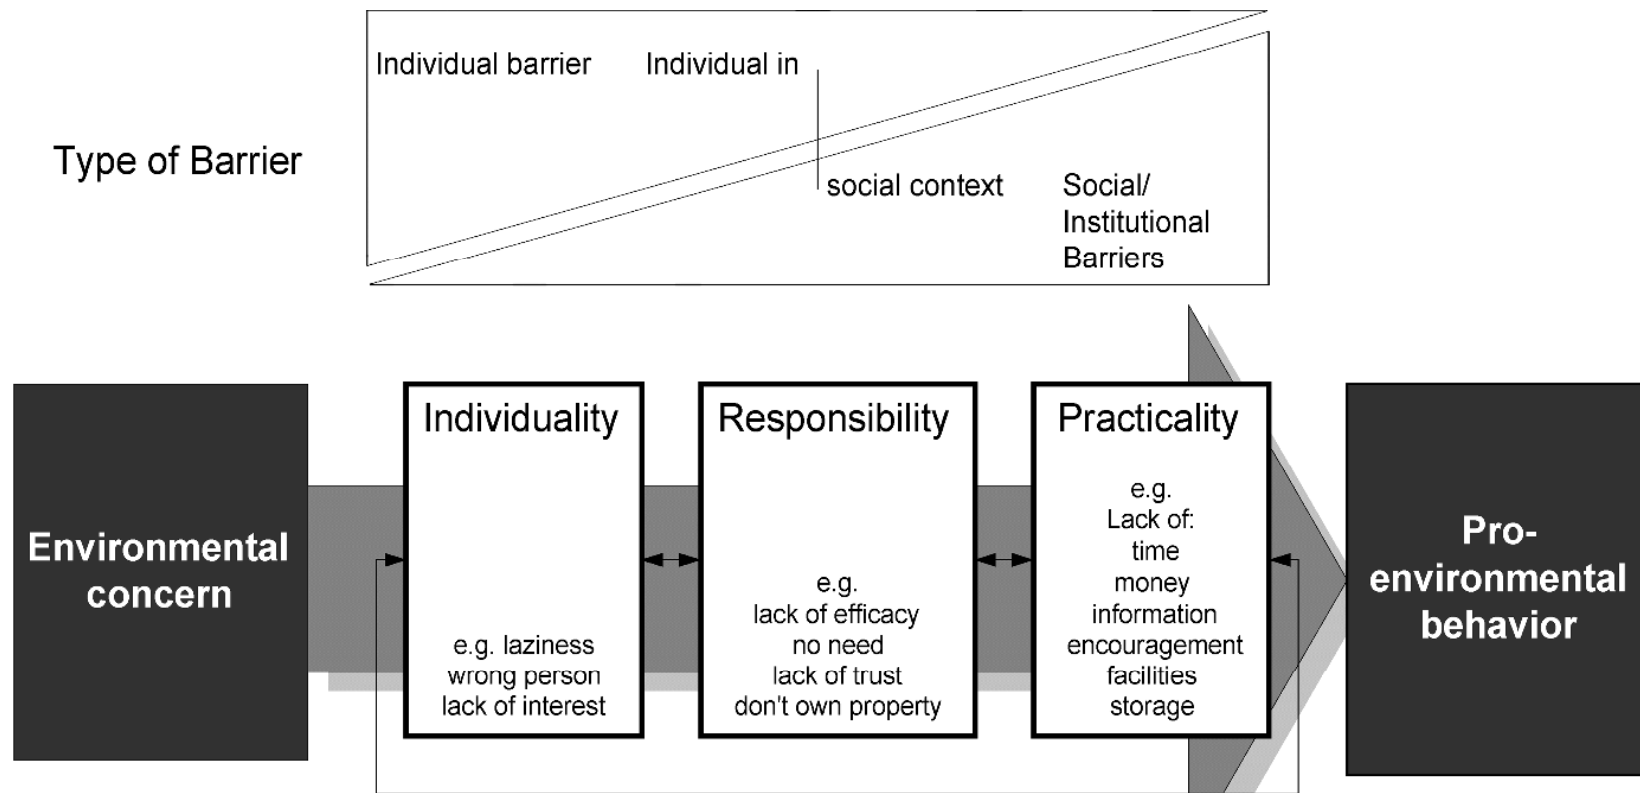 Individual barrier
Individual in
Type of Barrier
social context
Social/
Institutional
Barriers
Environmental
concern
Individuality
e.g. laziness
wrong person
lack of interest
Responsibility
e.g.
lack of efficacy
no need
lack of trust
don't own property
Practicality
e.g.
Lack of:
time
money
information
encouragement
facilities
storage
Pro-
environmental
behavior